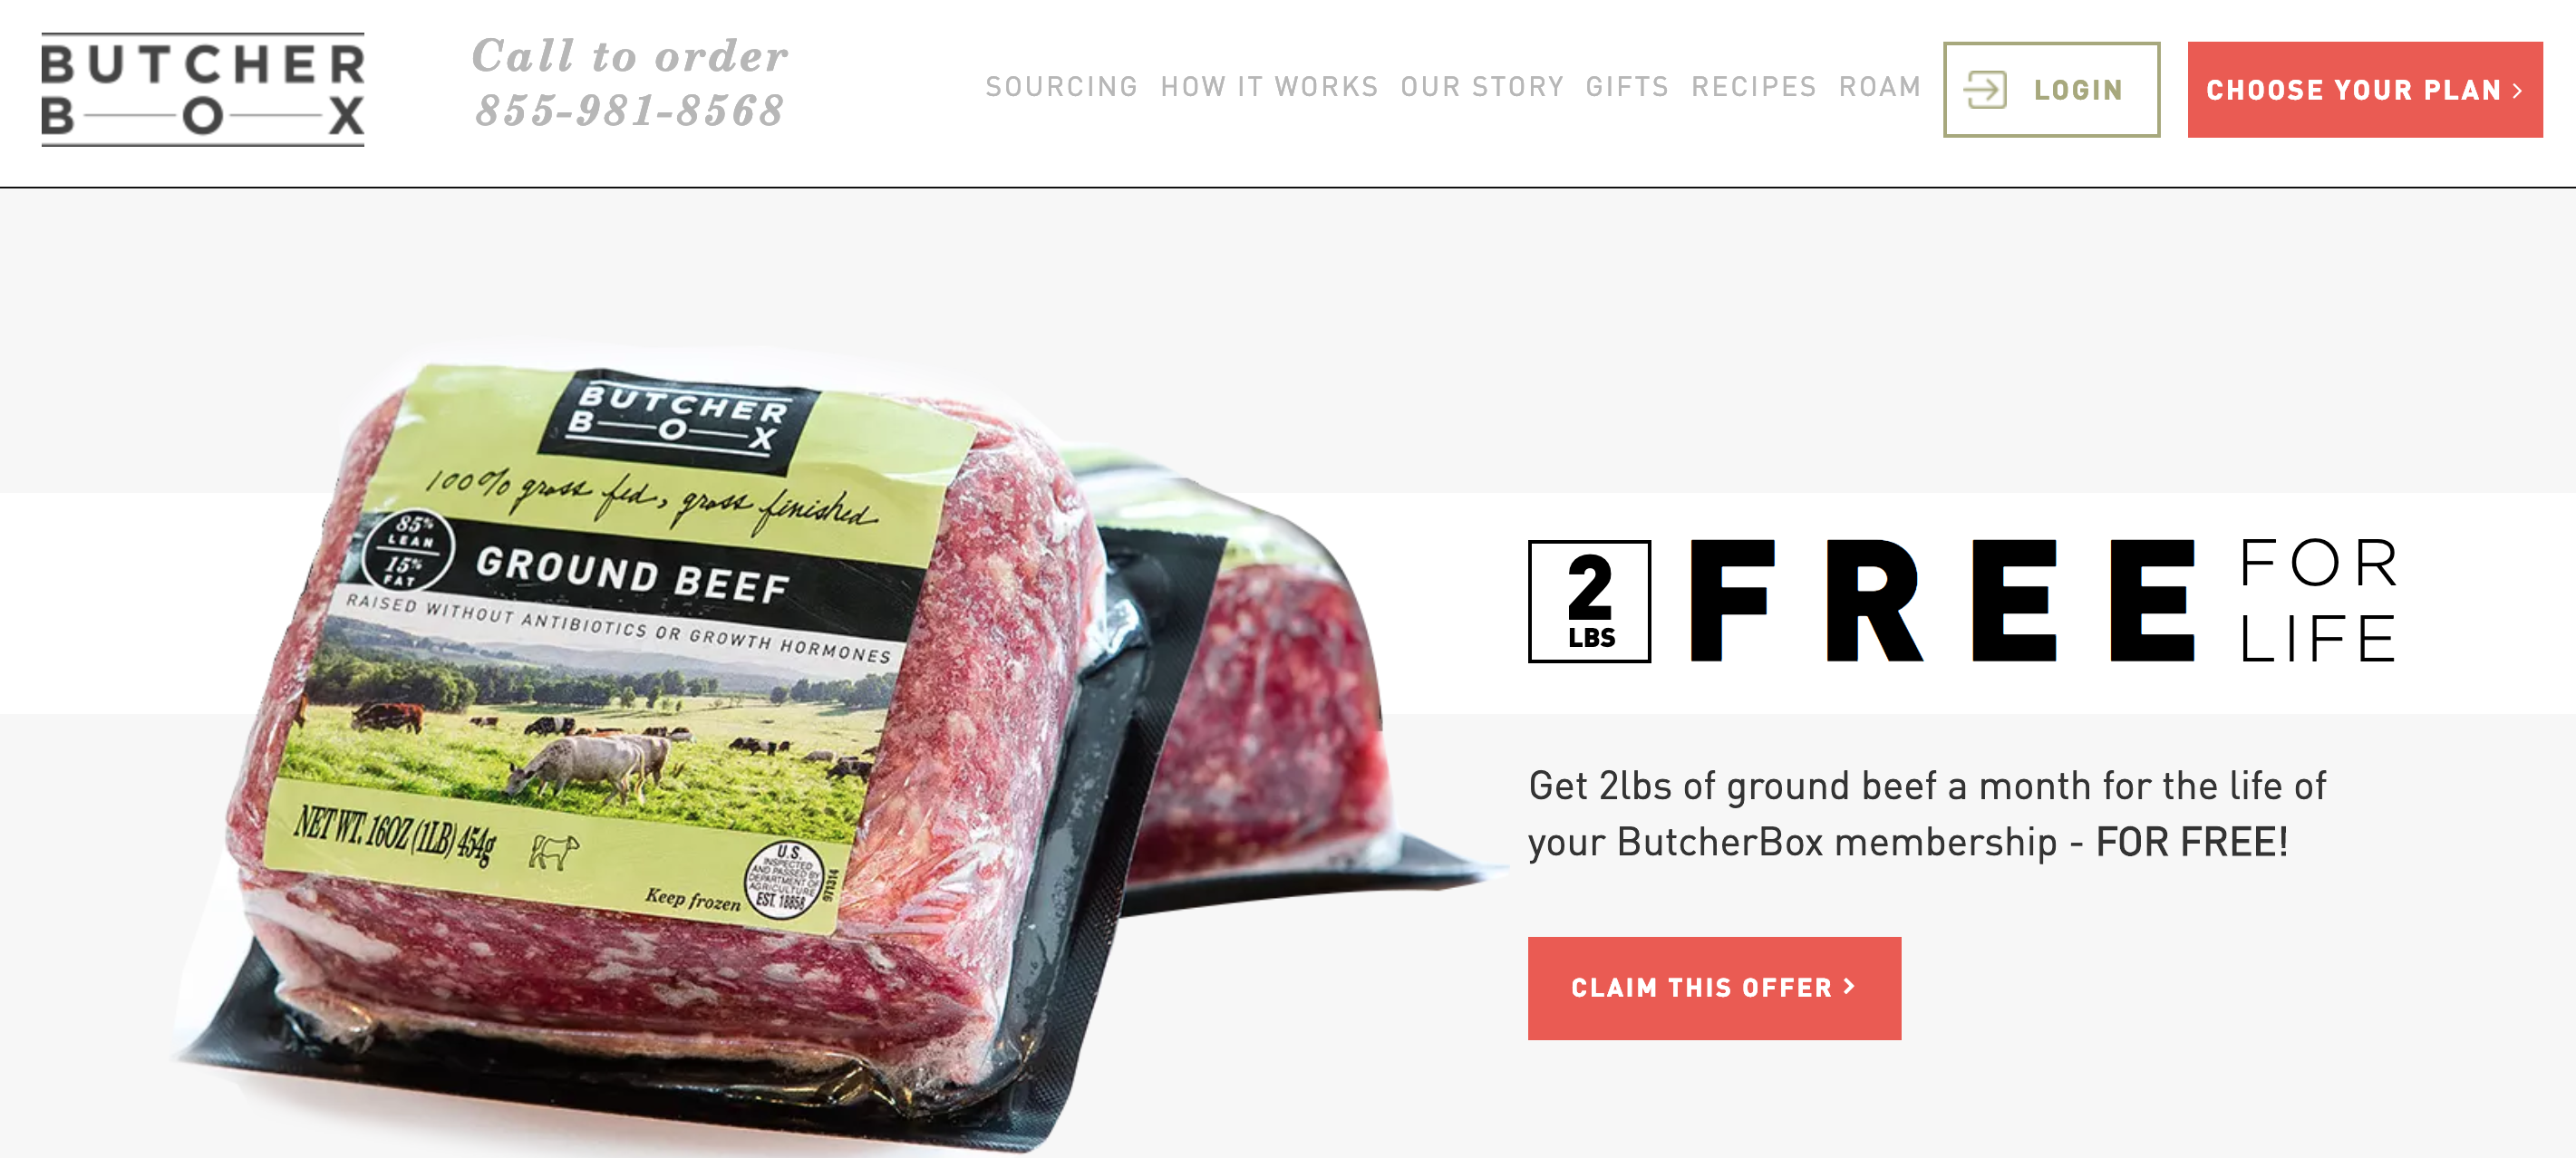 BUTCHER
BOX
Call to order
855-981-8568
SOURCING HOW IT WORKS OUR STORY GIFTS RECIPES ROAM
LOGIN
CHOOSE YOUR PLAN >
BUTCHER
BOX
100% grass fed, grass finished
85%
LEAN
15%
FAT
GROUND BEEF
RAISED WITHOUT ANTIBIOTICS OR GROWTH HORMONES
NET WT. 16OZ (1LB) 454g
Keep frozen
U.S.
INSPECTED
AND PASSED BY
DEPARTMENT OF
AGRICULTURE
EST. 18858
971314
2
LBS
FREE
FOR
LIFE
Get 2lbs of ground beef a month for the life of
your ButcherBox membership - FOR FREE!
CLAIM THIS OFFER >